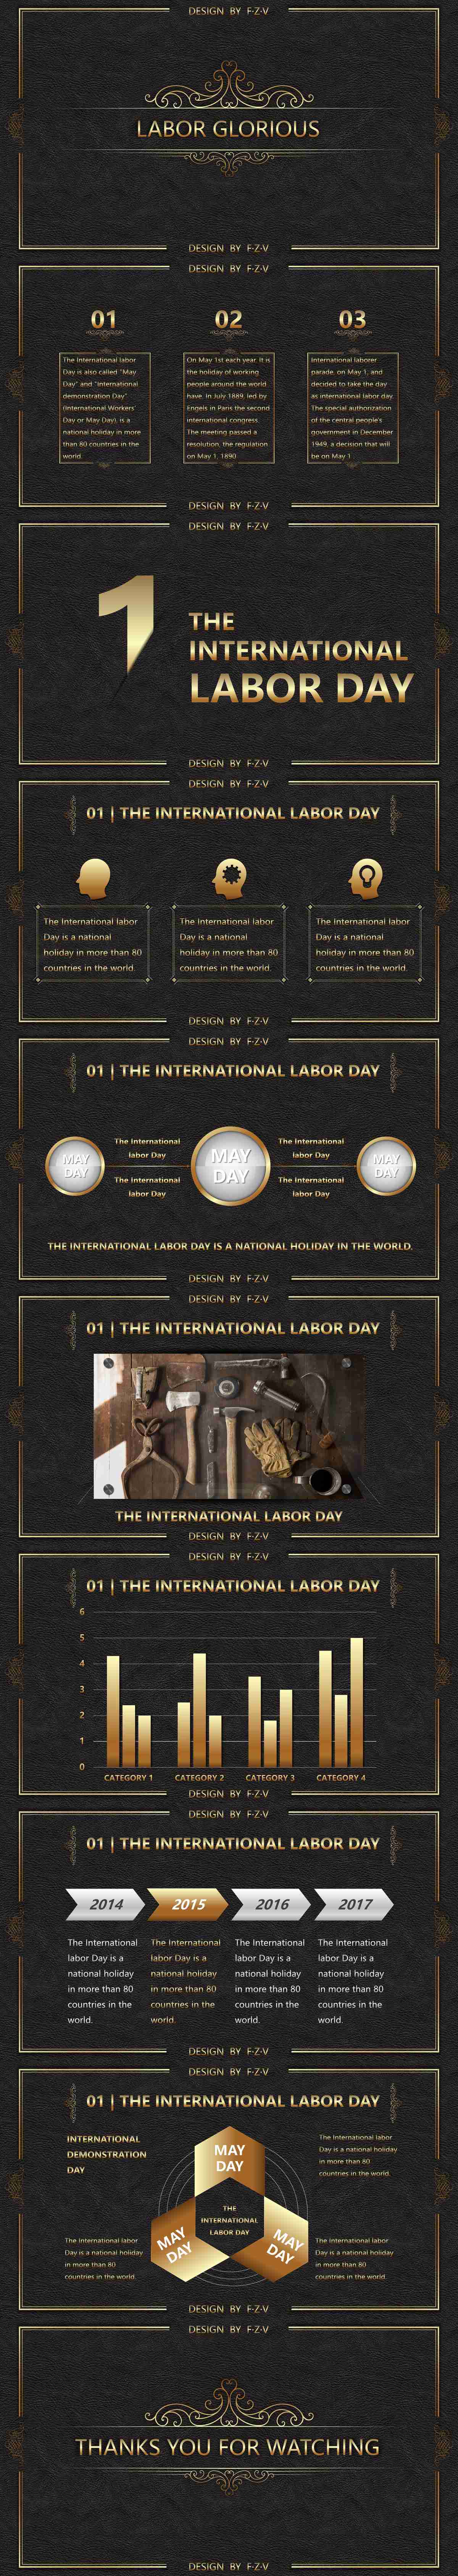 DESIGN BY F-Z-V
LABOR GLORIOUS
DESIGN BY F-Z-V
DESIGN BY F-Z-V
01
The International labor
Day is also called "May
Day" and "International
demonstration Day"
(International Workers'
Day or May Day), is a
national holiday in more
than 80 countries in the
world.
02
On May 1st each year. It is
the holiday of working
people around the world
have. In July 1889, led by
Engels in Paris the second
international congress.
The meeting passed a
resolution, the regulation
on May 1, 1890
03
International laborer
parade, on May 1, and
decided to take the day
as international labor day.
The special authorization
of the central people's
government in December
1949, a decision that will
be on May 1
DESIGN BY F-Z-V
DESIGN BY F-Z-V
1
THE
INTERNATIONAL
LABOR DAY
DESIGN BY F-Z-V
DESIGN BY F-Z-V
01 | THE INTERNATIONAL LABOR DAY
The International labor
Day is a national
holiday in more than 80
countries in the world.
The International labor
Day is a national
holiday in more than 80
countries in the world.
The International labor
Day is a national
holiday in more than 80
countries in the world.
DESIGN BY F-Z-V
DESIGN BY F-Z-V
01 | THE INTERNATIONAL LABOR DAY
MAY
DAY
The International
labor Day
The International
labor Day
MAY
DAY
The International
labor Day
The International
labor Day
MAY
DAY
THE INTERNATIONAL LABOR DAY IS A NATIONAL HOLIDAY IN THE WORLD.
DESIGN BY F-Z-V
DESIGN BY F-Z-V
01 | THE INTERNATIONAL LABOR DAY
THE INTERNATIONAL LABOR DAY
DESIGN BY F-Z-V
DESIGN BY F-Z-V
01 | THE INTERNATIONAL LABOR DAY
6
5
4
3
2
1
0
CATEGORY 1 CATEGORY 2 CATEGORY 3 CATEGORY 4
DESIGN BY F-Z-V
DESIGN BY F-Z-V
01 | THE INTERNATIONAL LABOR DAY
2014 2015 2016 2017
The International
labor Day is a
national holiday
in more than 80
countries in the
world.
The International
labor Day is a
national holiday
in more than 80
countries in the
world.
The International
labor Day is a
national holiday
in more than 80
countries in the
world.
The International
labor Day is a
national holiday
in more than 80
countries in the
world.
DESIGN BY F-Z-V
DESIGN BY F-Z-V
01 | THE INTERNATIONAL LABOR DAY
INTERNATIONAL
DEMONSTRATION
DAY
MAY
DAY
The International labor
Day is a national holiday
in more than 80
countries in the world.
THE
INTERNATIONAL
LABOR DAY
MAY
DAY
MAY
DAY
The International labor
Day is a national holiday
in more than 80
countries in the world.
The International labor
Day is a national holiday
in more than 80
countries in the world.
DESIGN BY F-Z-V
DESIGN BY F-Z-V
THANKS YOU FOR WATCHING
DESIGN BY F-Z-V